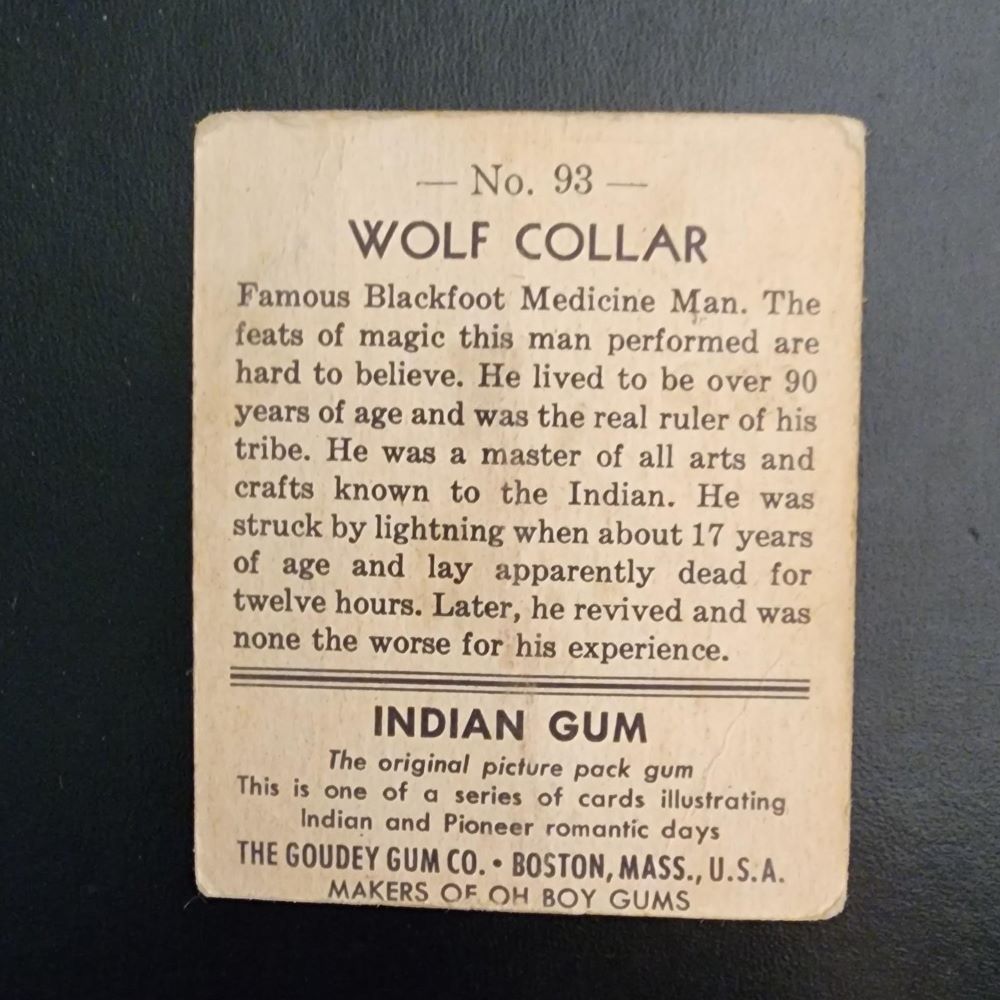 — No. 93 —
WOLF COLLAR
Famous Blackfoot Medicine Man. The
feats of magic this man performed are
hard to believe. He lived to be over 90
years of age and was the real ruler of his
tribe. He was a master of all arts and
crafts known to the Indian. He was
struck by lightning when about 17 years
of age and lay apparently dead for
twelve hours. Later, he revived and was
none the worse for his experience.
INDIAN GUM
The original picture pack gum
This is one of a series of cards illustrating
Indian and Pioneer romantic days
THE GOUDEY GUM CO. • BOSTON, MASS., U.S.A.
MAKERS OF OH BOY GUMS